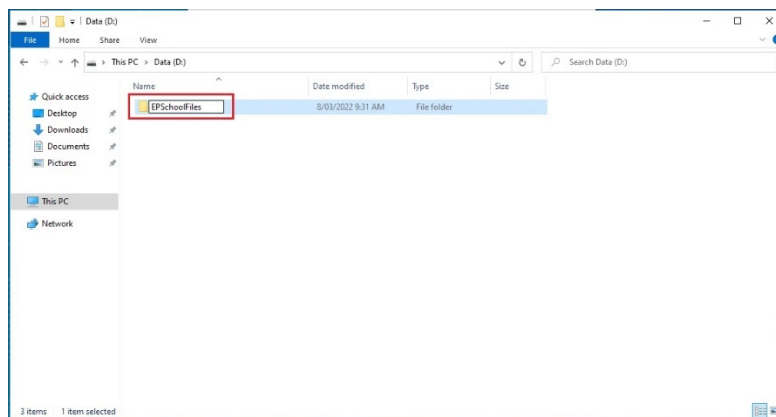 Data (D:)
File Home Share View
This PC > Data (D:) Search Data (D:)
Name Date modified Type Size
Quick access
EPSchoolFiles 8/03/2022 9:31 AM File folder
Desktop
Downloads
Documents
Pictures
This PC
Network
3 items 1 item selected